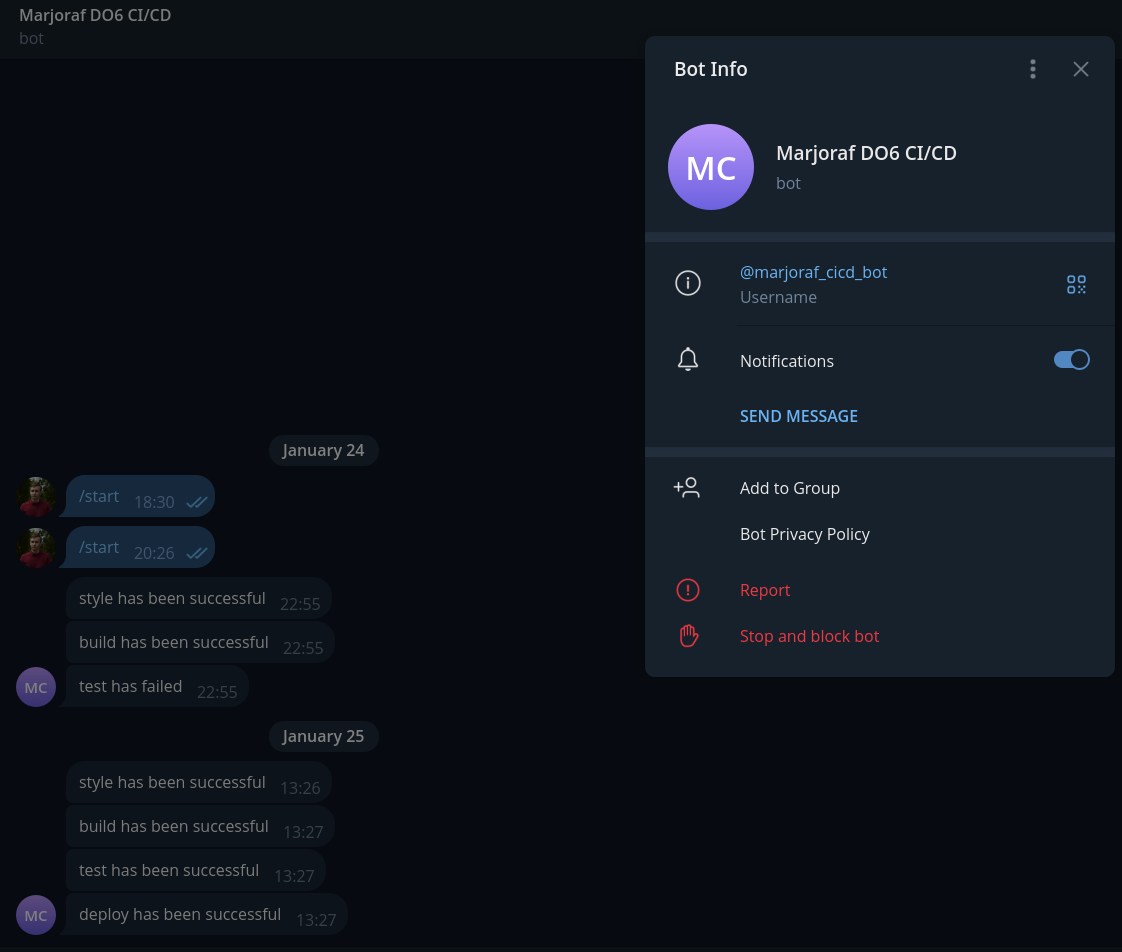 Marjoraf DO6 CI/CD
bot
January 24
/start 18:30
/start 20:26
style has been successful 22:55
build has been successful 22:55
MC test has failed 22:55
January 25
style has been successful 13:26
build has been successful 13:27
test has been successful 13:27
MC deploy has been successful 13:27
Bot Info
MC
Marjoraf DO6 CI/CD
bot
@marjoraf_cicd_bot
Username
Notifications
SEND MESSAGE
Add to Group
Bot Privacy Policy
Report
Stop and block bot